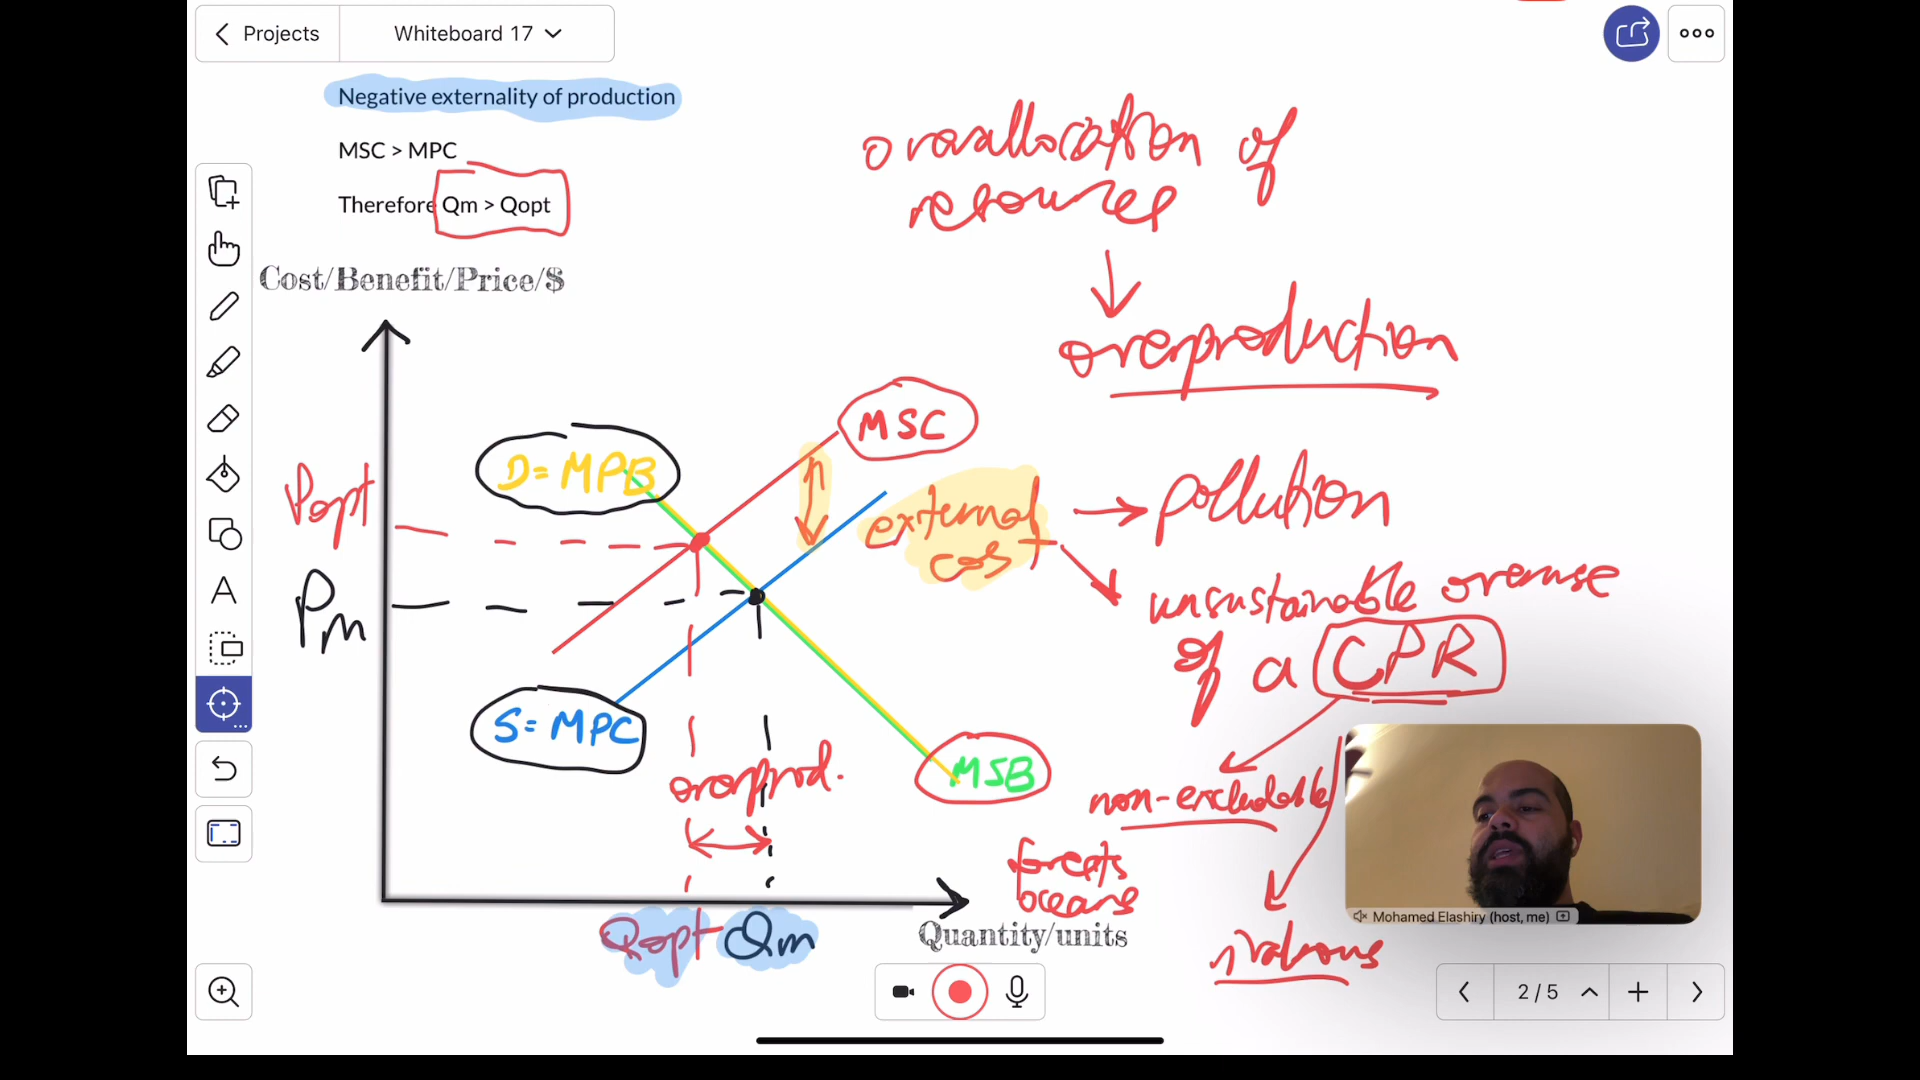 Projects
Whiteboard 17
Negative externality of production
MSC > MPC
Therefore Qm > Qopt
Cost/Benefit/Price/$
overallocation of
resources
overproduction
MSC
D= MPB
Popt
external
cost
pollution
Pm
unsustainable overuse
of a CPR
S= MPC
overprod.
MSB
non-excludable
forests
oceans
Qopt
Qm
Quantity/units
Mohamed Elashiry (host, me)
2 / 5